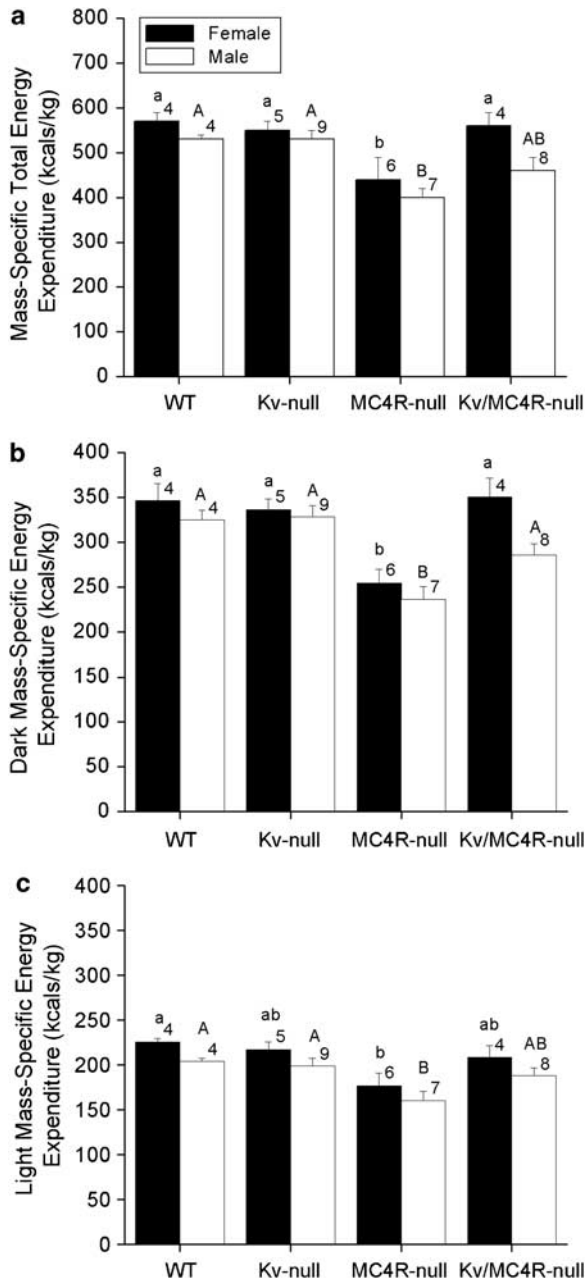 a
Mass-Specific Total Energy
Expenditure (kcals/kg)
800
700
600
500
400
300
200
100
0
Female
Male
a 4
A 4
a 5
A 9
b 6
B 7
a 4
AB 8
WT
Kv-null
MC4R-null
Kv/MC4R-null
b
Dark Mass-Specific Energy
Expenditure (kcals/kg)
400
350
300
250
200
150
100
50
0
a 4
A 4
a 5
A 9
b 6
B 7
a 4
A 8
WT
Kv-null
MC4R-null
Kv/MC4R-null
c
Light Mass-Specific Energy
Expenditure (kcals/kg)
400
350
300
250
200
150
100
50
0
a 4
A 4
ab 5
A 9
b 6
B 7
ab 4
AB 8
WT
Kv-null
MC4R-null
Kv/MC4R-null